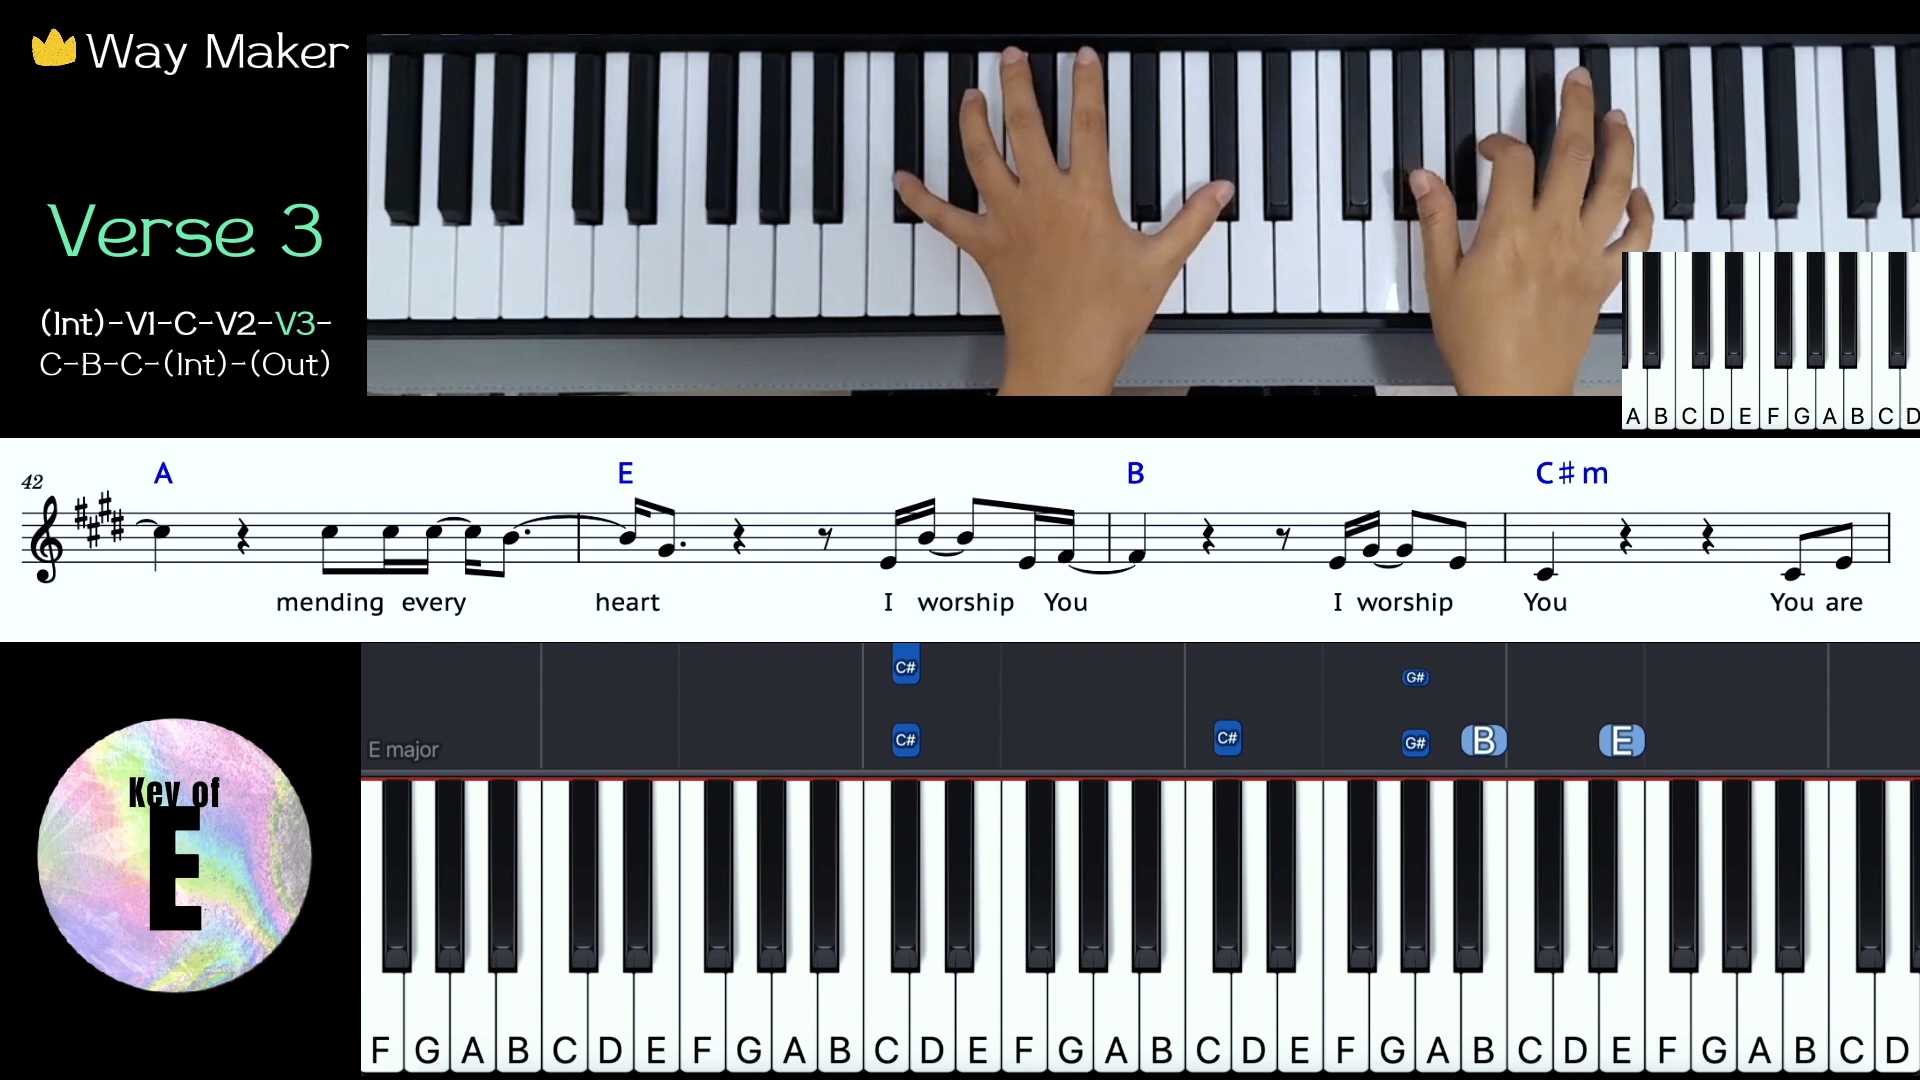 Way Maker
Verse 3
(Int)-V1-C-V2-V3-
C-B-C-(Int)-(Out)
A B C D E F G A B C D
42
A E B C♯m
mending every heart I worship You I worship You You are
C# G#
C# C# G# B E
E major
Key of
E
F G A B C D E F G A B C D E F G A B C D E F G A B C D E F G A B C D